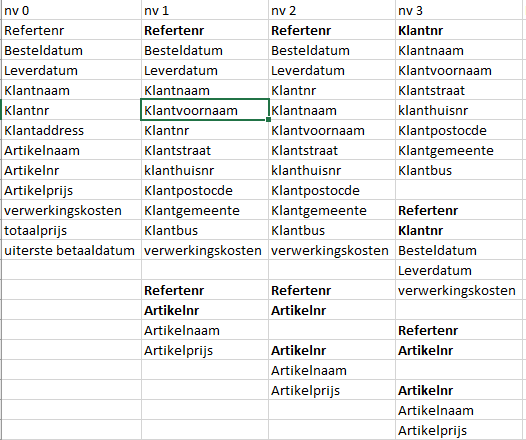 nv 0 nv 1 nv 2 nv 3
Refertenr Refertenr Refertenr Klantnr
Besteldatum Besteldatum Besteldatum Klantnaam
Leverdatum Leverdatum Leverdatum Klantvoornaam
Klantnaam Klantnaam Klantnr Klantstraat
Klantnr Klantvoornaam Klantnaam klanthuisnr
Klantaddress Klantnr Klantvoornaam Klantpostocde
Artikelnaam Klantstraat Klantstraat Klantgemeente
Artikelnr klanthuisnr klanthuisnr Klantbus
Artikelprijs Klantpostocde Klantpostocde
verwerkingskosten Klantgemeente Klantgemeente Refertenr
totaalprijs Klantbus Klantbus Klantnr
uiterste betaaldatum verwerkingskosten verwerkingskosten Besteldatum
Leverdatum
Refertenr Refertenr verwerkingskosten
Artikelnr Artikelnr
Artikelnaam Refertenr
Artikelprijs Artikelnr Artikelnr
Artikelnaam
Artikelprijs Artikelnr
Artikelnaam
Artikelprijs